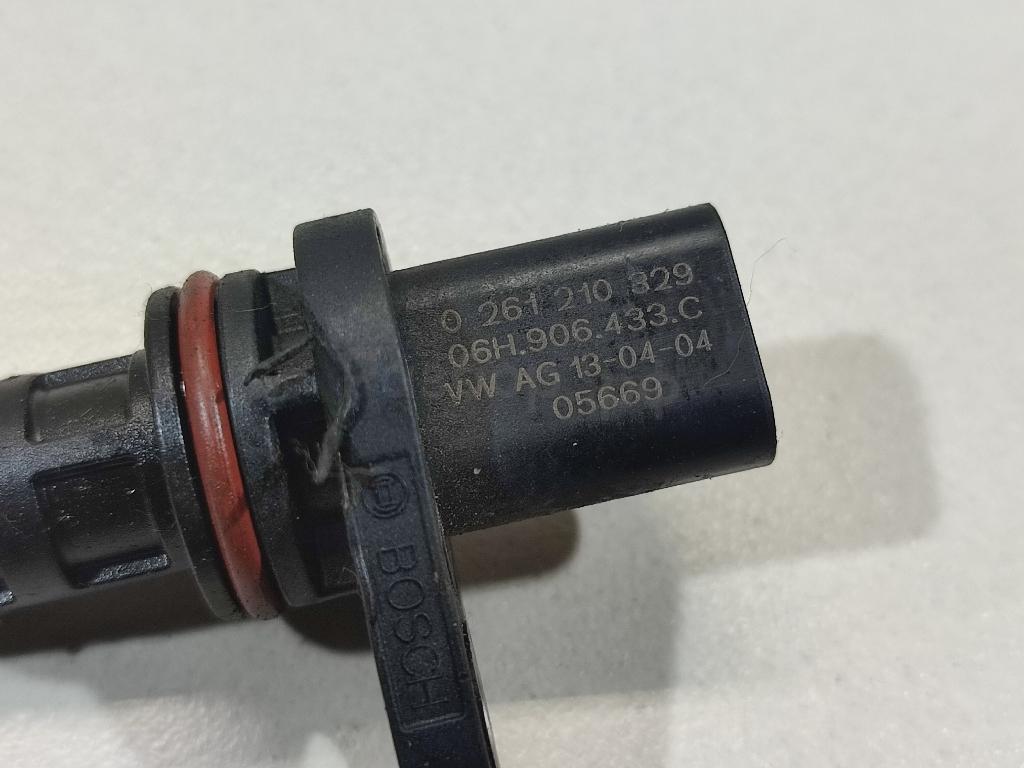 0 261 210 329
06H.906.433.C
VW AG 13-04-04
05669
BOSCH